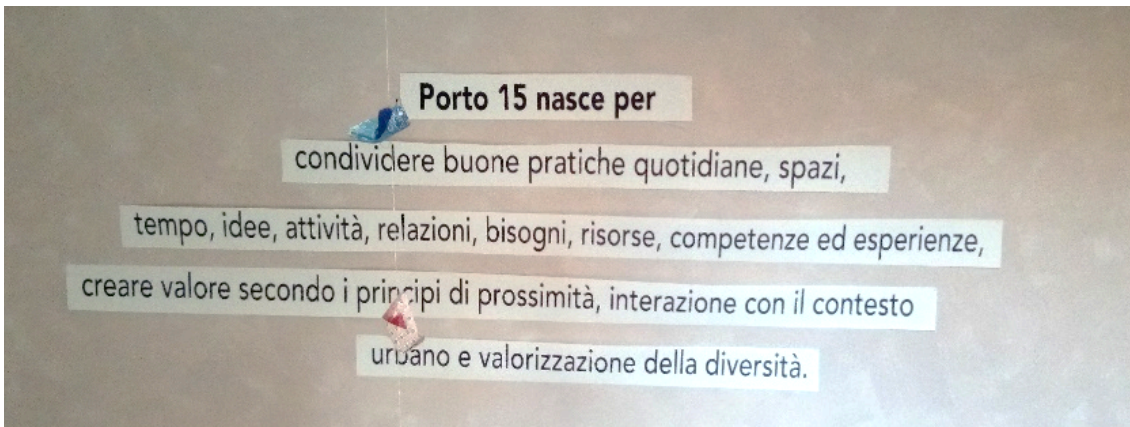 Porto 15 nasce per
condividere buone pratiche quotidiane, spazi,
tempo, idee, attività, relazioni, bisogni, risorse, competenze ed esperienze,
creare valore secondo i principi di prossimità, interazione con il contesto
urbano e valorizzazione della diversità.